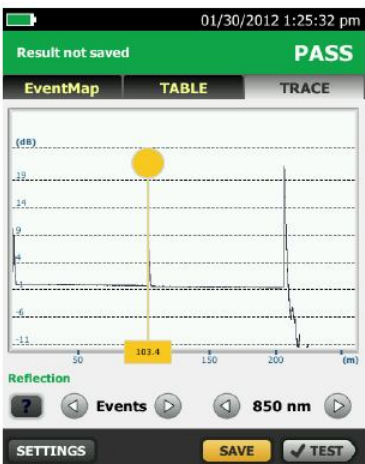 01/30/2012 1:25:32 pm
Result not saved PASS
EventMap TABLE TRACE
(dB)
19
14
9
4
-1
-6
-11
50 103.4 150 200 (m)
Reflection
? Events 850 nm
SETTINGS SAVE TEST